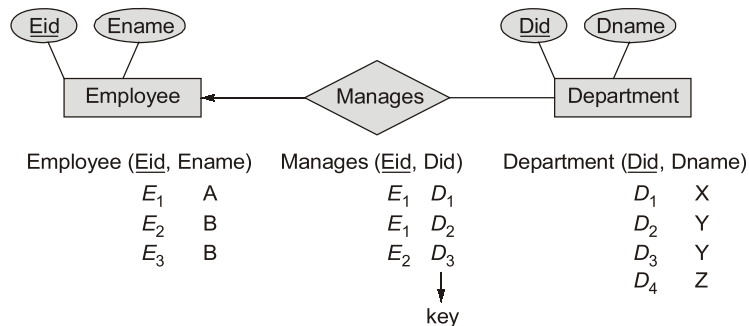 Eid Ename Did Dname
Employee Manages Department
Employee (Eid, Ename) Manages (Eid, Did) Department (Did, Dname)
E1 A E1 D1 D1 X
E2 B E1 D2 D2 Y
E3 B E2 D3 D3 Y
D4 Z
key